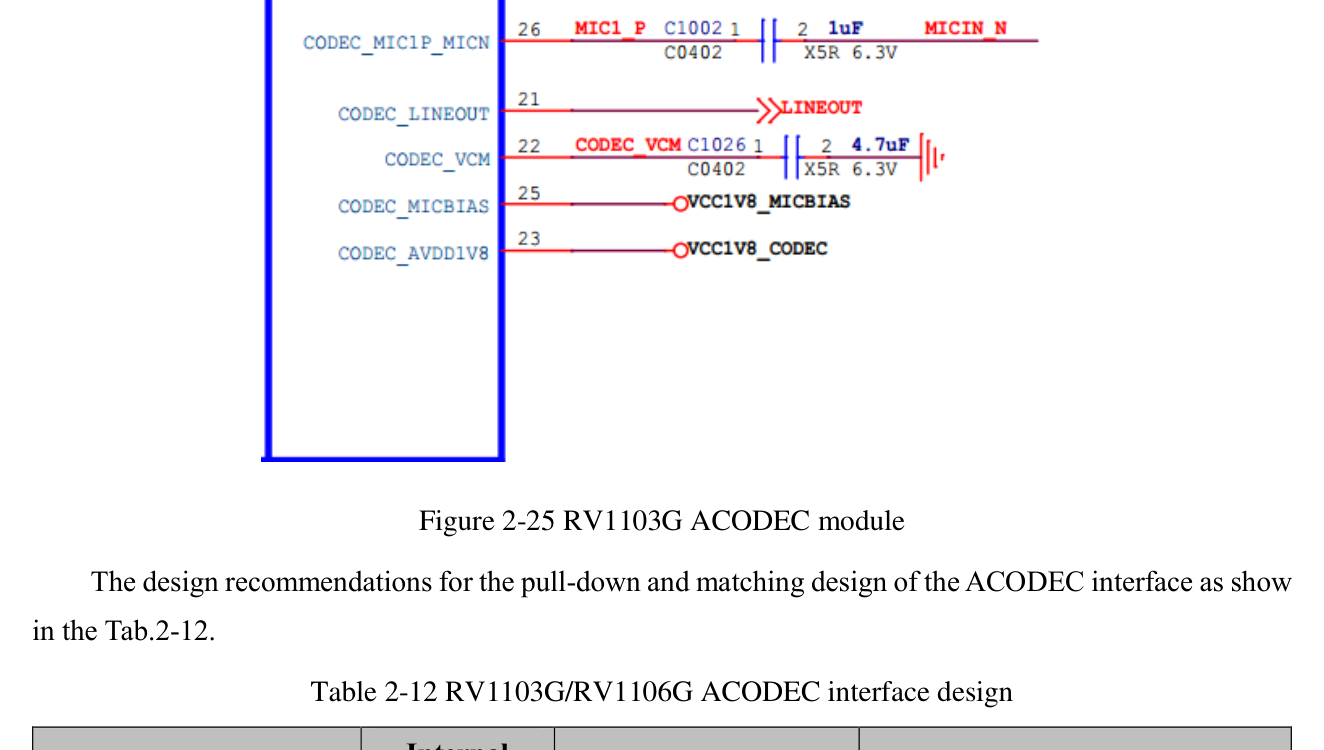 CODEC_MIC1P_MICN 26 MIC1_P C1002 1 2 1uF MICIN_N
C0402 X5R 6.3V
CODEC_LINEOUT 21 LINEOUT
CODEC_VCM 22 CODEC_VCM C1026 1 2 4.7uF
C0402 X5R 6.3V
CODEC_MICBIAS 25 VCC1V8_MICBIAS
CODEC_AVDD1V8 23 VCC1V8_CODEC
Figure 2-25 RV1103G ACODEC module
The design recommendations for the pull-down and matching design of the ACODEC interface as show
in the Tab.2-12.
Table 2-12 RV1103G/RV1106G ACODEC interface design
Internal